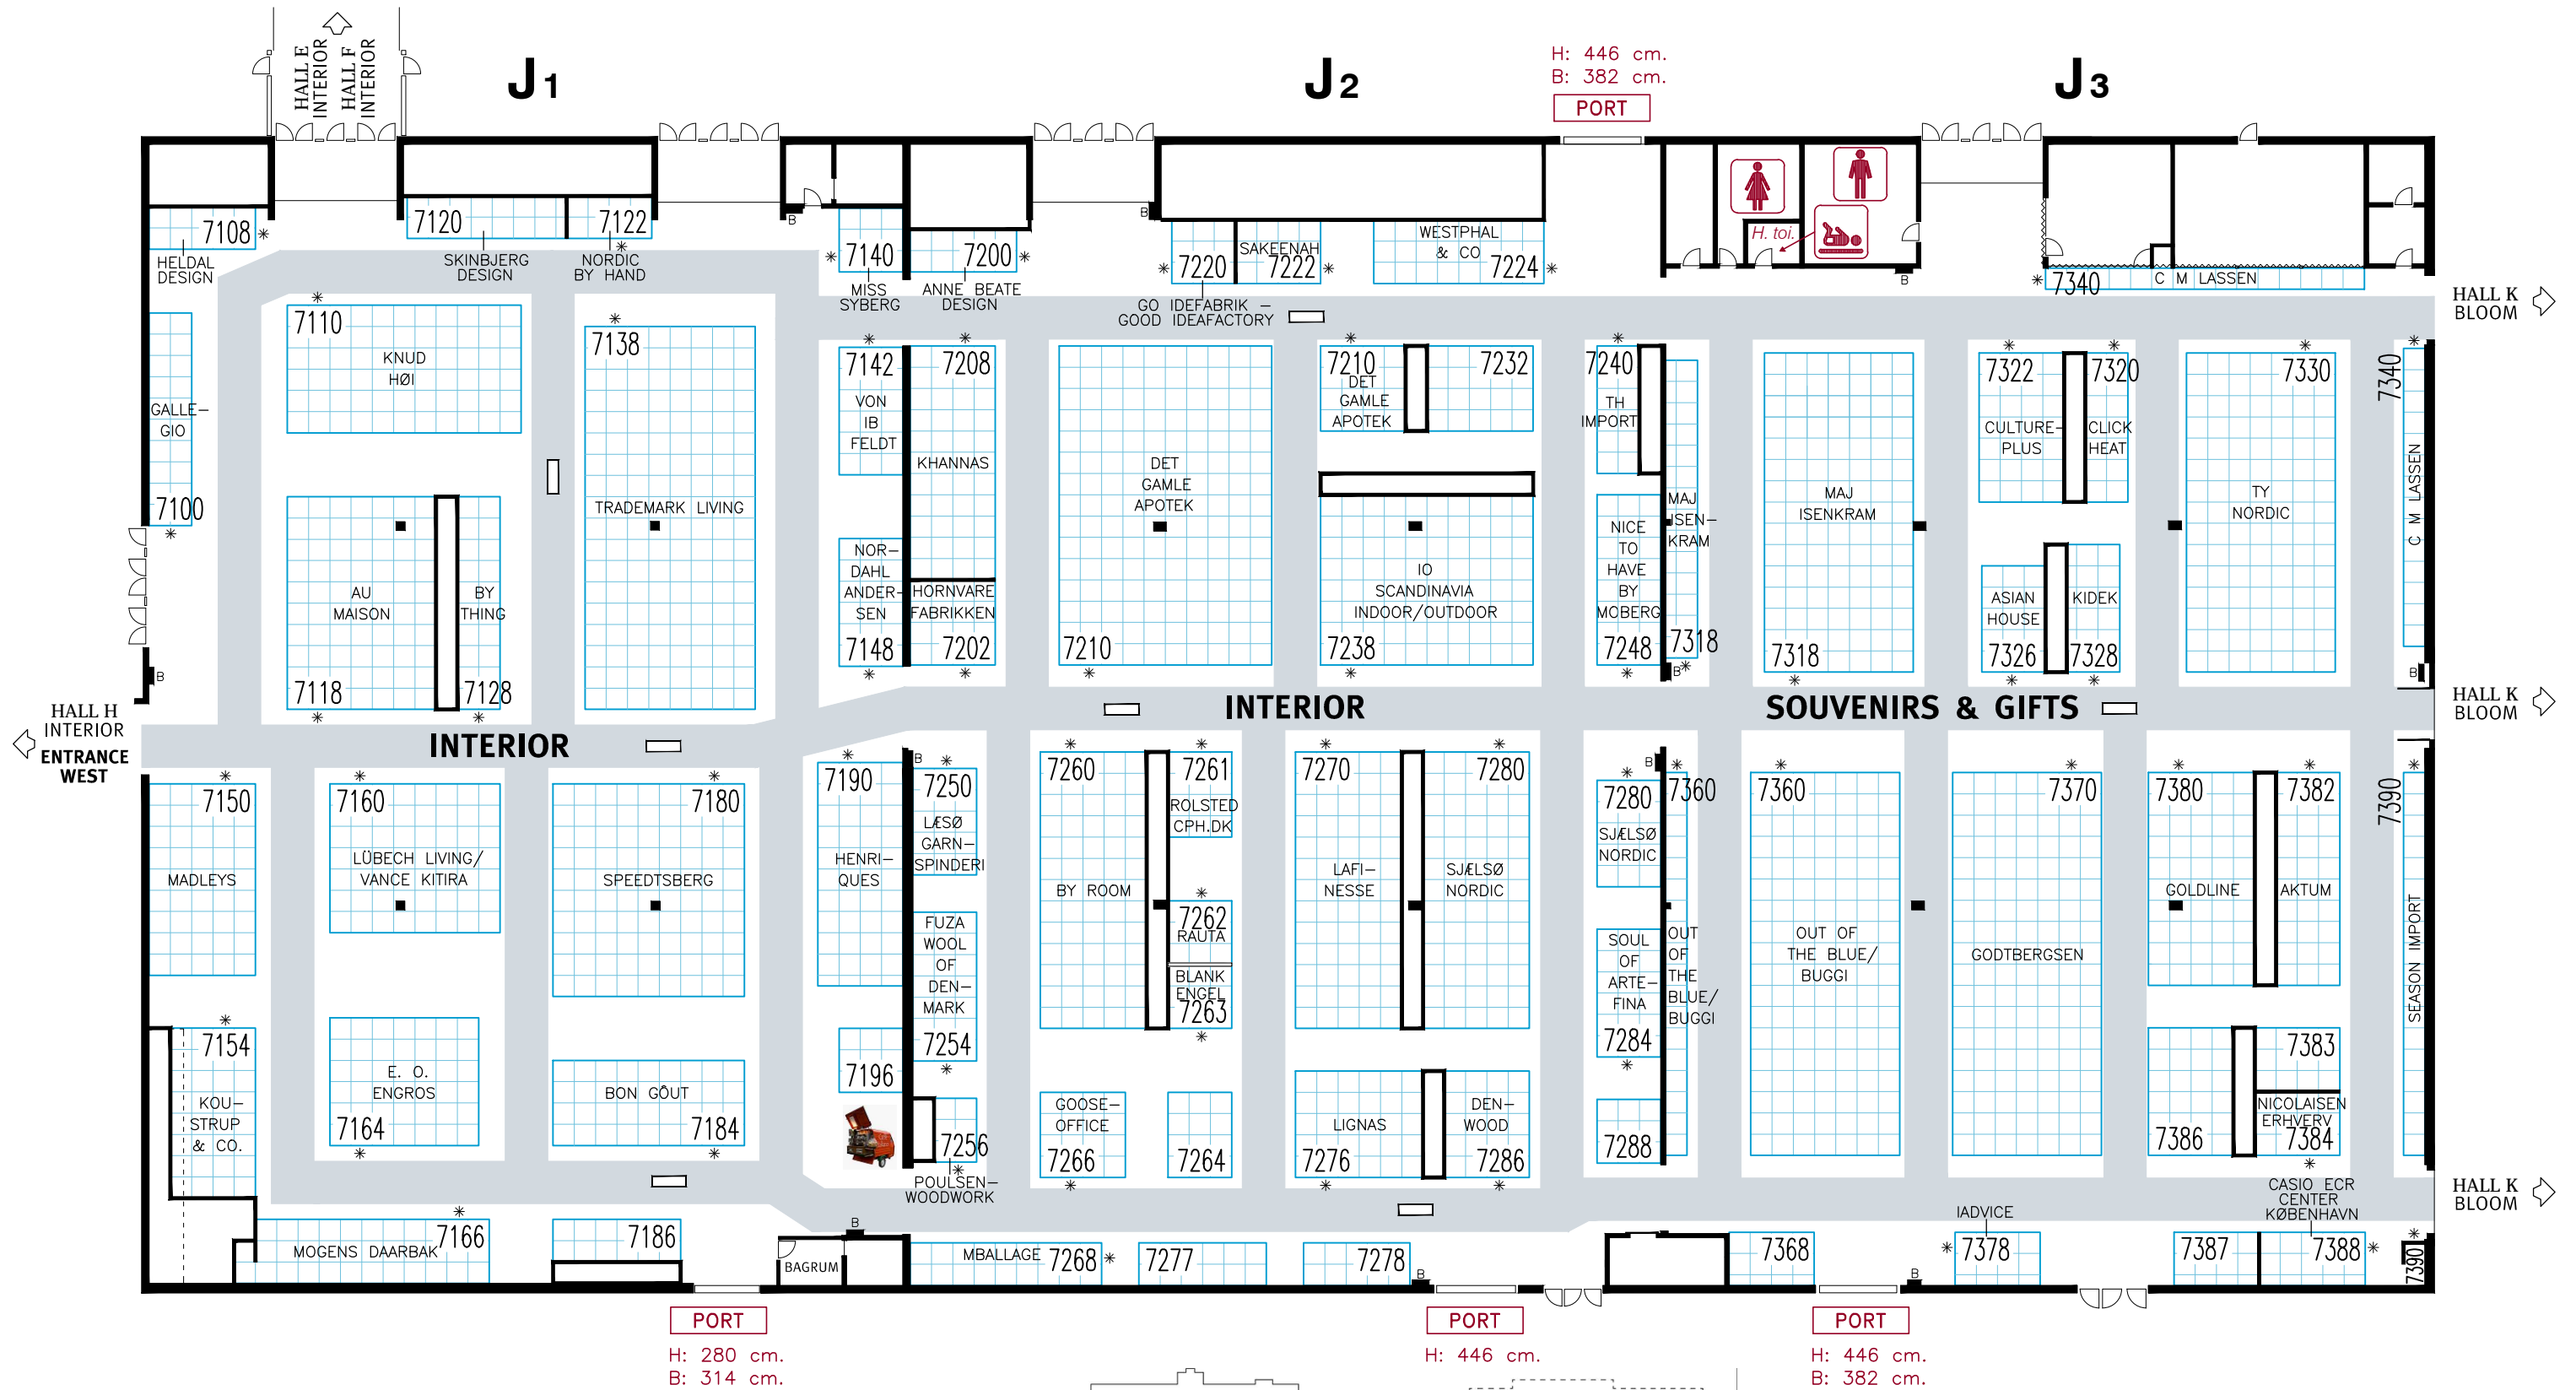 HALL E
INTERIOR
HALL F
INTERIOR
J1
J2
J3
H: 446 cm.
B: 382 cm.
PORT
7108
HELDAL
DESIGN
7120
SKINBJERG
DESIGN
7122
NORDIC
BY HAND
B
7140
MISS
SYBERG
7200
ANNE BEATE
DESIGN
B
7220
GO IDEFABRIK –
GOOD IDEAFACTORY
SAKEENAH
7222
WESTPHAL
& CO
7224
H. toi.
B
7340
C M LASSEN
HALL K
BLOOM
7110
KNUD
HØI
GALLE–
GIO
7100
7138
TRADEMARK LIVING
AU
MAISON
7118
BY
THING
7128
7142
VON
IB
FELDT
NOR–
DAHL
ANDER–
SEN
7148
7208
KHANNAS
HORNVARE
FABRIKKEN
7202
DET
GAMLE
APOTEK
7210
7210
DET
GAMLE
APOTEK
7232
IO
SCANDINAVIA
INDOOR/OUTDOOR
7238
7240
TH
IMPORT
NICE
TO
HAVE
BY
MOBERG
7248
MAJ
ISEN–
KRAM
7318
B
MAJ
ISENKRAM
7318
7322
CULTURE–
PLUS
7320
CLICK
HEAT
ASIAN
HOUSE
7326
KIDEK
7328
7330
TY
NORDIC
7340
C M LASSEN
B
B
HALL H
INTERIOR
ENTRANCE
WEST
INTERIOR
INTERIOR
SOUVENIRS & GIFTS
HALL K
BLOOM
7150
MADLEYS
7154
KOU–
STRUP
& CO.
7160
LÜBECH LIVING/
VANCE KITIRA
E. O.
ENGROS
7164
7180
SPEEDTSBERG
BON GÔUT
7184
7190
HENRI–
QUES
7196
B
7250
LÆSØ
GARN–
SPINDERI
FUZA
WOOL
OF
DEN–
MARK
7254
7256
POULSEN–
WOODWORK
7260
BY ROOM
7261
ROLSTED
CPH.DK
7262
RAUTA
BLANK
ENGEL
7263
GOOSE–
OFFICE
7266
7264
7270
LAFI–
NESSE
7280
SJÆLSØ
NORDIC
LIGNAS
7276
DEN–
WOOD
7286
B
7280
SJÆLSØ
NORDIC
SOUL
OF
ARTE–
FINA
7284
7288
7360
OUT
OF
THE
BLUE/
BUGGI
7360
OUT OF
THE BLUE/
BUGGI
7370
GODTBERGSEN
7380
GOLDLINE
7382
AKTUM
7386
7383
NICOLAISEN
ERHVERV
7384
7390
SEASON IMPORT
HALL K
BLOOM
MOGENS DAARBAK
7166
7186
BAGRUM
B
MBALLAGE
7268
7277
7278
B
7368
B
IADVICE
7378
7387
CASIO ECR
CENTER
KØBENHAVN
7388
7390
PORT
H: 280 cm.
B: 314 cm.
PORT
H: 446 cm.
PORT
H: 446 cm.
B: 382 cm.